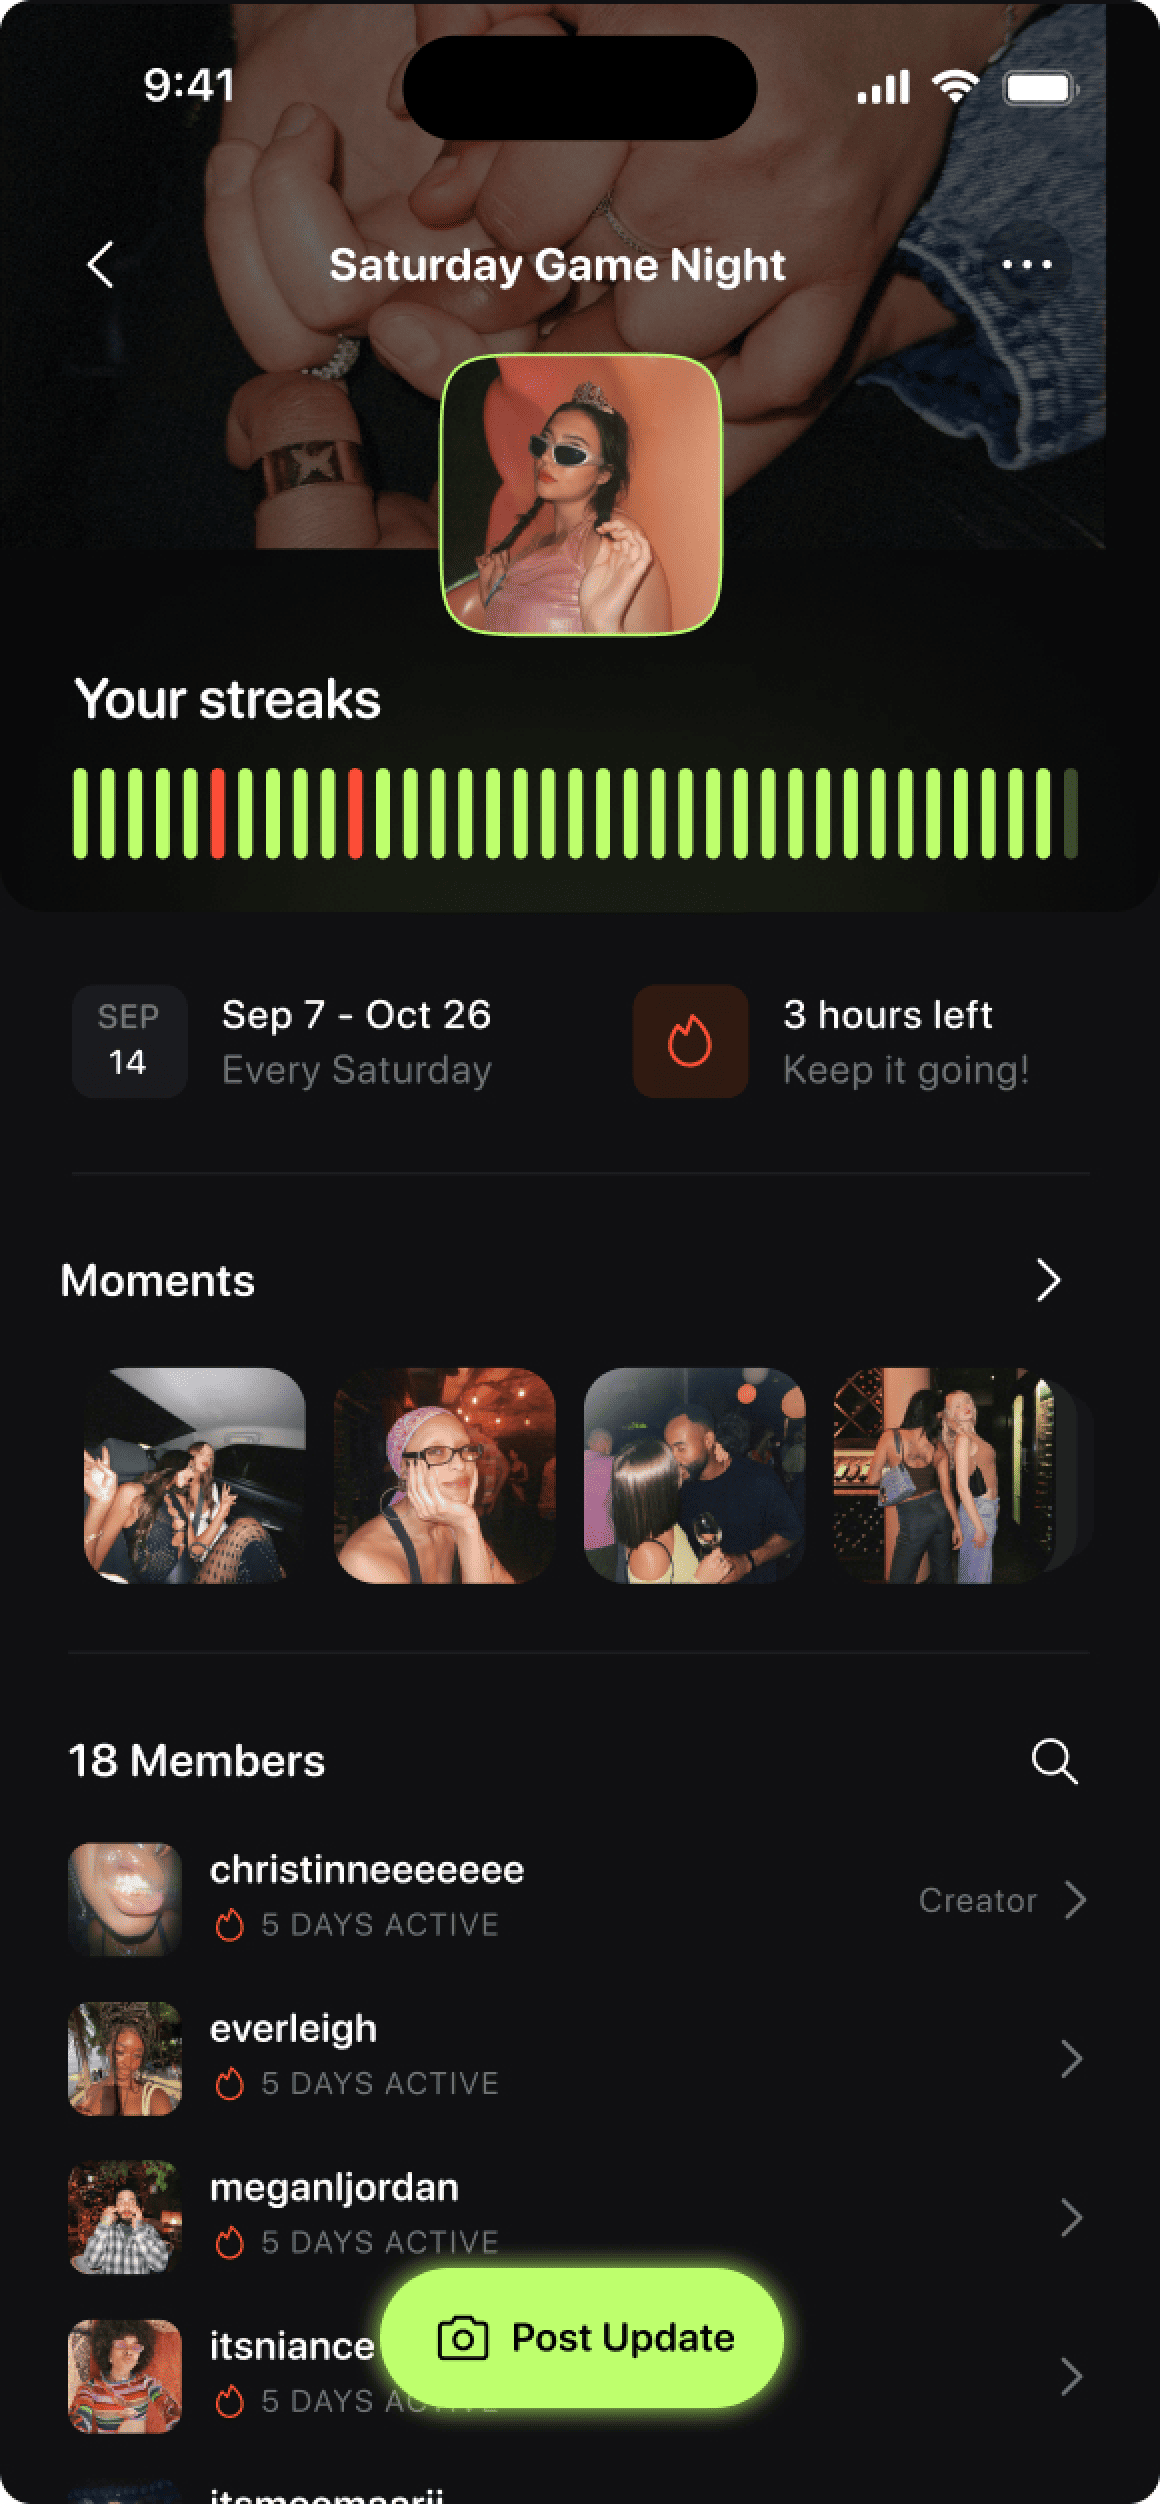 9:41
Saturday Game Night
Your streaks
SEP
14
Sep 7 - Oct 26
Every Saturday
3 hours left
Keep it going!
Moments
18 Members
christinneeeeeee
5 DAYS ACTIVE
Creator
everleigh
5 DAYS ACTIVE
meganljordan
5 DAYS ACTIVE
itsniance
5 DAYS ACTIVE
Post Update